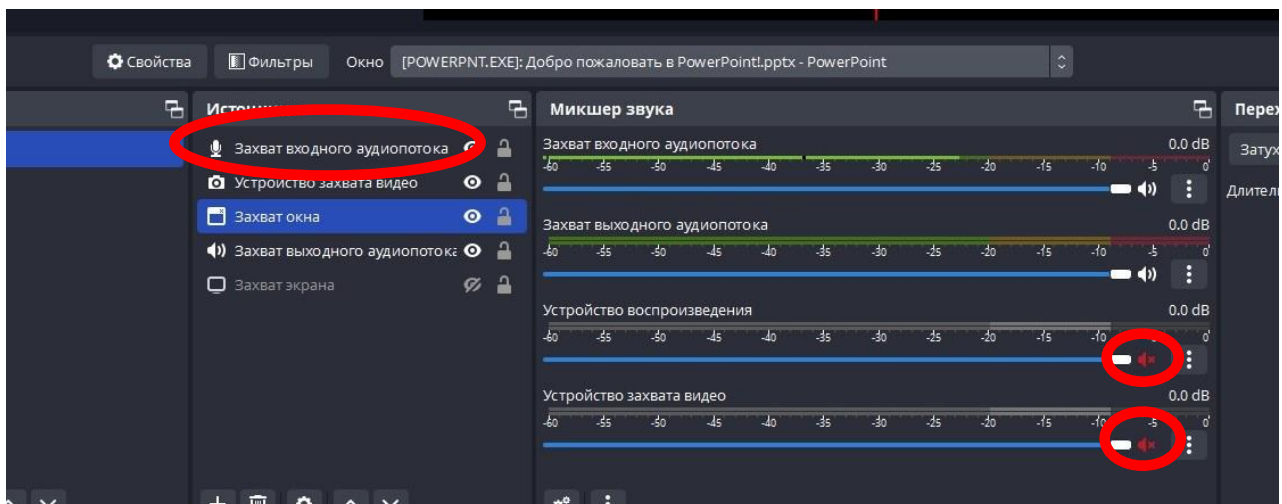 Свойства Фильтры Окно [POWERPNT.EXE]: Добро пожаловать в PowerPoint!.pptx - PowerPoint
Микшер звука
Захват входного аудиопотока
Устройство захвата видео
Захват окна
Захват выходного аудиопотока
Захват экрана
Захват входного аудиопотока 0.0 dB
-60 -55 -50 -45 -40 -35 -30 -25 -20 -15 -10 -5 0
Захват выходного аудиопотока 0.0 dB
-60 -55 -50 -45 -40 -35 -30 -25 -20 -15 -10 -5 0
Устройство воспроизведения 0.0 dB
-60 -55 -50 -45 -40 -35 -30 -25 -20 -15 -10 -5 0
Устройство захвата видео 0.0 dB
-60 -55 -50 -45 -40 -35 -30 -25 -20 -15 -10 -5 0
Перех
Затух
Длител